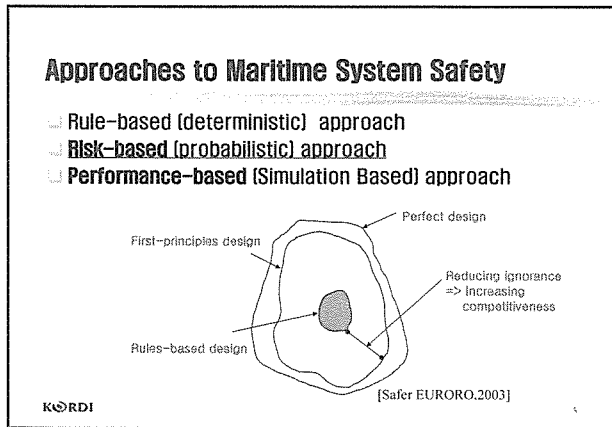 Approaches to Maritime System Safety
Rule-based (deterministic) approach
Risk-based (probabilistic) approach
Performance-based (Simulation Based) approach
Perfect design
First-principles design
Reducing ignorance
=> Increasing
competitiveness
Rules-based design
[Safer EURORO,2003]
KORDI